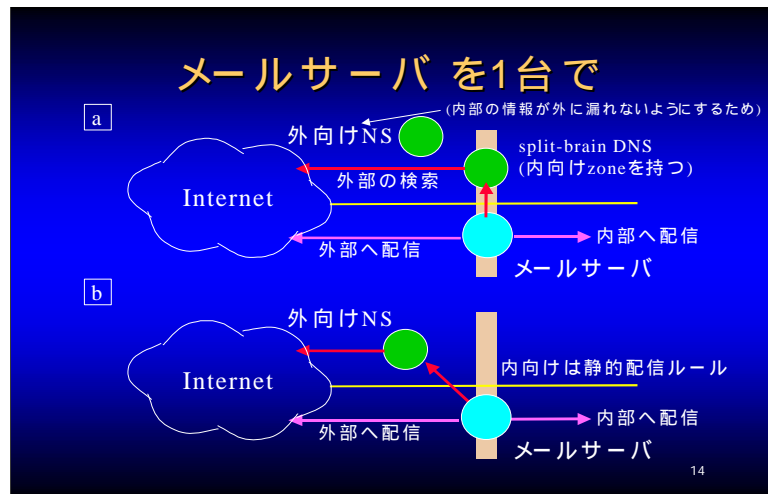 メールサーバを1台で
a
(内部の情報が外に漏れないようにするため)
外向けNS
split-brain DNS
(内向けzoneを持つ)
外部の検索
Internet
外部へ配信
内部へ配信
メールサーバ
b
外向けNS
内向けは静的配信ルール
Internet
外部へ配信
内部へ配信
メールサーバ
14